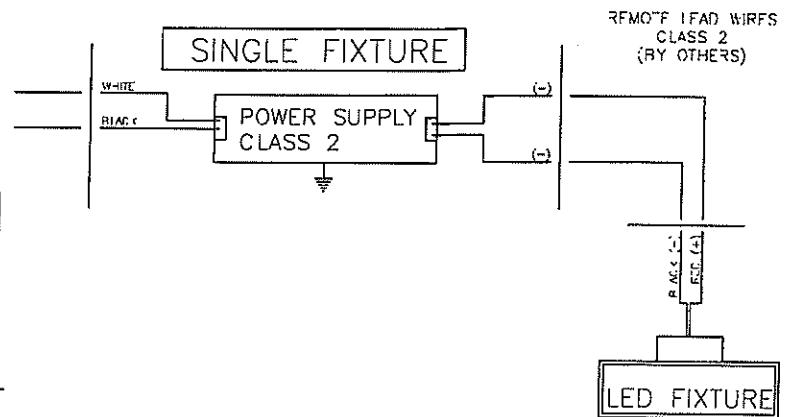 REMOTE LEAD WIRES
CLASS 2
(BY OTHERS)
SINGLE FIXTURE
WHITE
BLACK
POWER SUPPLY
CLASS 2
(-)
(-)
BLACK (-)
RED (+)
LED FIXTURE